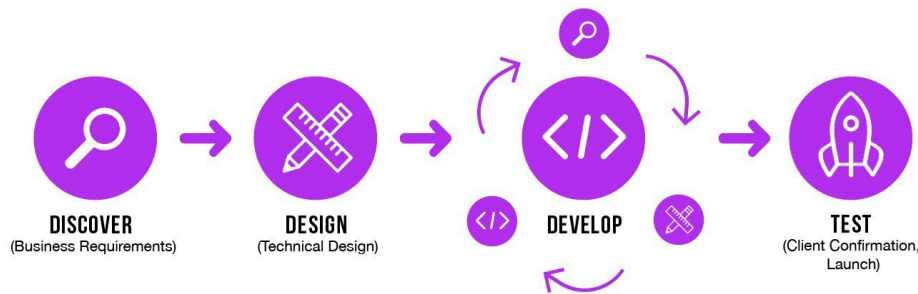 DISCOVER
(Business Requirements)
DESIGN
(Technical Design)
</>
</>
DEVELOP
TEST
(Client Confirmation,
Launch)